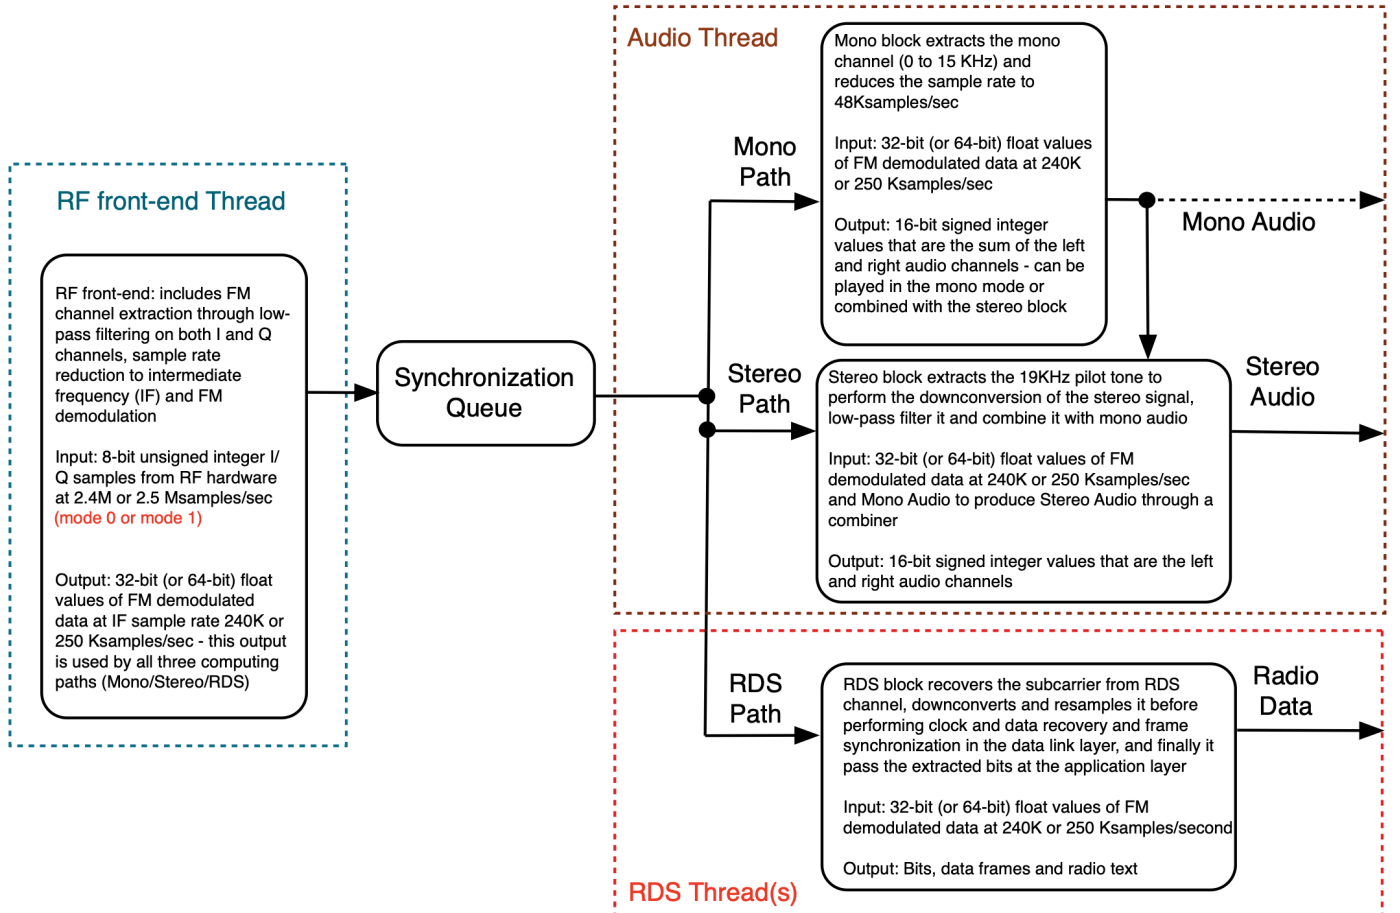 RF front-end Thread
RF front-end: includes FM
channel extraction through low-
pass filtering on both I and Q
channels, sample rate
reduction to intermediate
frequency (IF) and FM
demodulation
Input: 8-bit unsigned integer I/
Q samples from RF hardware
at 2.4M or 2.5 Msamples/sec
(mode 0 or mode 1)
Output: 32-bit (or 64-bit) float
values of FM demodulated
data at IF sample rate 240K or
250 Ksamples/sec - this output
is used by all three computing
paths (Mono/Stereo/RDS)
Synchronization
Queue
Audio Thread
Mono
Path
Mono block extracts the mono
channel (0 to 15 KHz) and
reduces the sample rate to
48Ksamples/sec
Input: 32-bit (or 64-bit) float values
of FM demodulated data at 240K
or 250 Ksamples/sec
Output: 16-bit signed integer
values that are the sum of the left
and right audio channels - can be
played in the mono mode or
combined with the stereo block
Mono Audio
Stereo
Path
Stereo block extracts the 19KHz pilot tone to
perform the downconversion of the stereo signal,
low-pass filter it and combine it with mono audio
Input: 32-bit (or 64-bit) float values of FM
demodulated data at 240K or 250 Ksamples/sec
and Mono Audio to produce Stereo Audio through a
combiner
Output: 16-bit signed integer values that are the left
and right audio channels
Stereo
Audio
RDS
Path
RDS block recovers the subcarrier from RDS
channel, downconverts and resamples it before
performing clock and data recovery and frame
synchronization in the data link layer, and finally it
pass the extracted bits at the application layer
Input: 32-bit (or 64-bit) float values of FM
demodulated data at 240K or 250 Ksamples/second
Output: Bits, data frames and radio text
Radio
Data
RDS Thread(s)